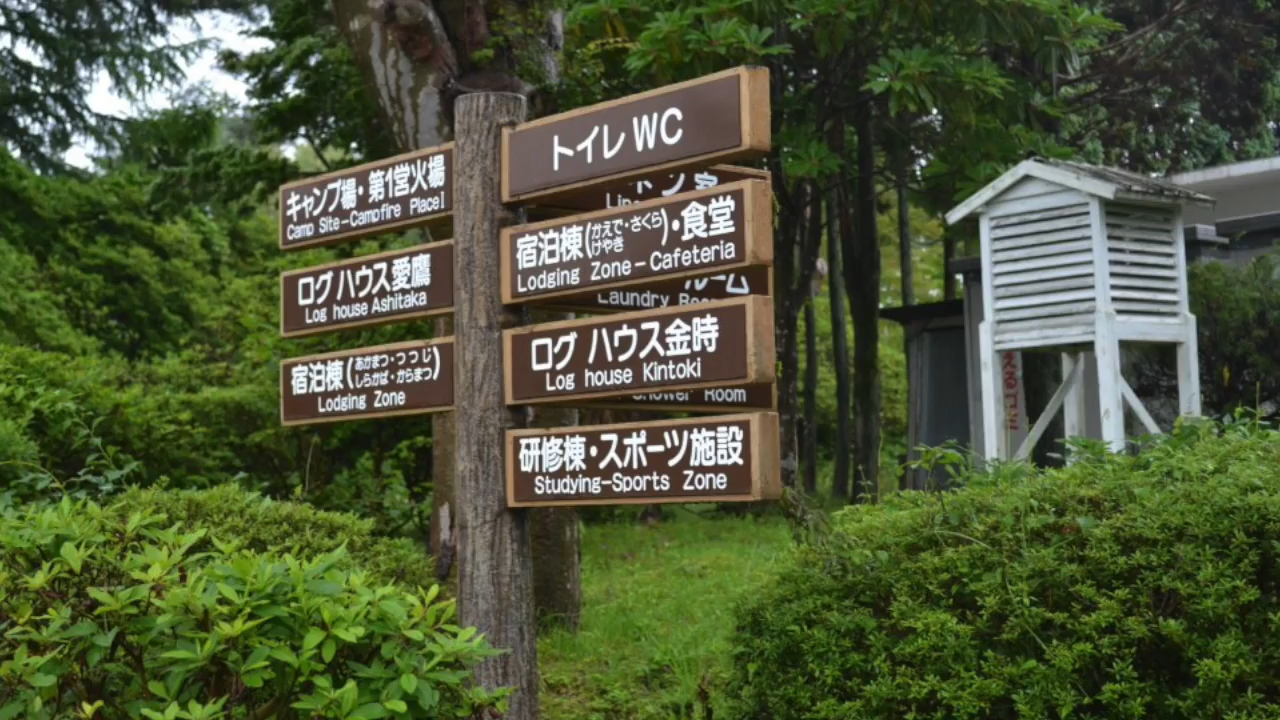 キャンプ場・第1営火場
Camp Site-Campfire Place1
ログハウス愛鷹
Log house Ashitaka
宿泊棟(あかまつ・つつじ
しらかば・からまつ)
Lodging Zone
トイレ WC
宿泊棟(かえで・さくら
けやき)・食堂
Lodging Zone-Cafeteria
Laundry
ログ ハウス金時
Log house Kintoki
Shower Room
研修棟・スポーツ施設
Studying-Sports Zone